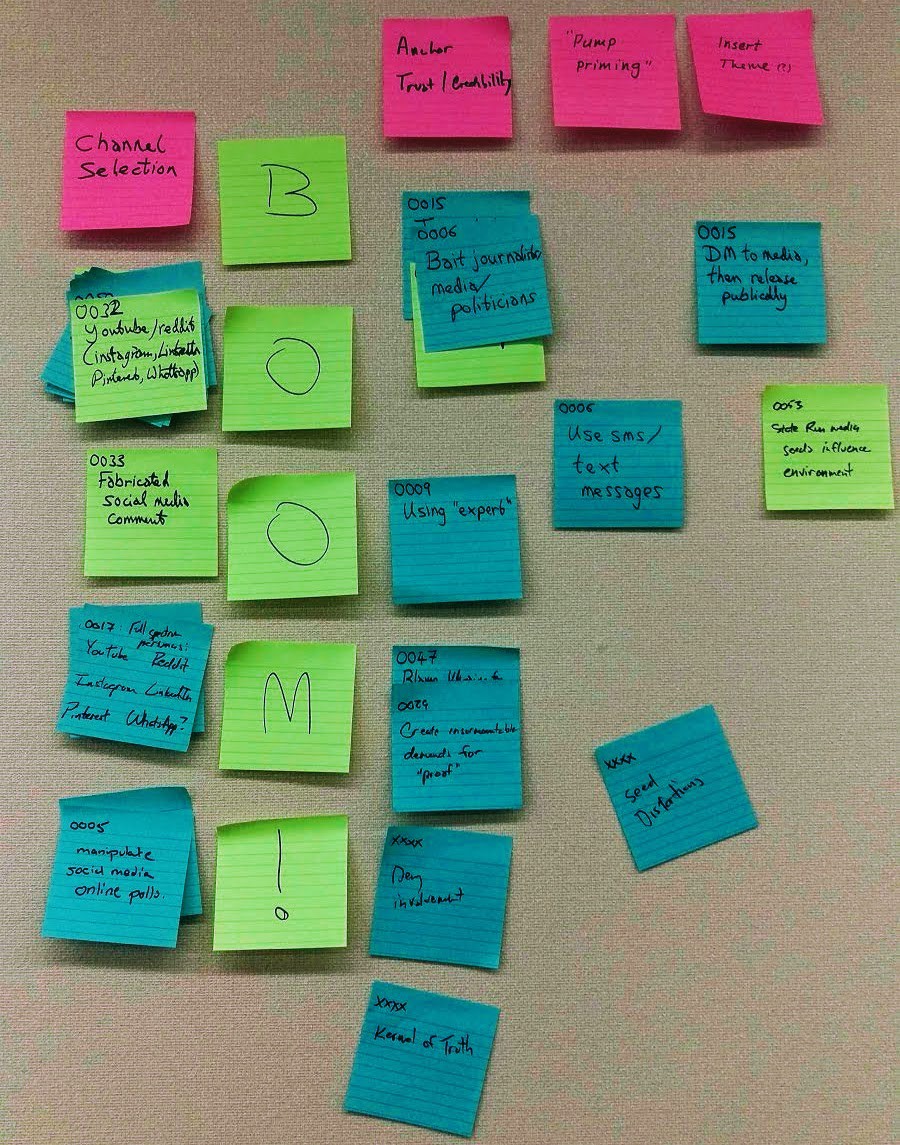 Anchor
Trust/Credibility
"Pump
priming"
Insert
Theme (?)
Channel
Selection
B
O
O
M
!
0032
Youtube/reddit
(instagram, LinkedIn
Pinterest, WhatsApp)
0033
Fabricated
social media
comment
0017: Full spectrum
personas:
Youtube Reddit
Instagram LinkedIn
Pinterest WhatsApp?
0005
manipulate
social media
online polls.
0015
0006
Bait journalists/
media/
politicians
0009
Using "experts"
0047
0029
Create insurmountable
demands for
"proof"
xxxx
Deny
involvement
xxxx
Kernel of Truth
0006
Use sms/
text
messages
xxxx
Seed
Distortions
0015
DM to media,
then release
publically
0053
State Run media
seeds influence
environment